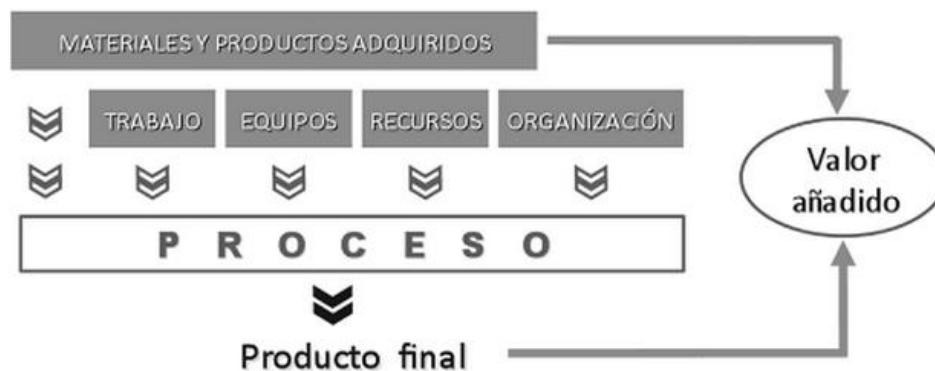 MATERIALES Y PRODUCTOS ADQUIRIDOS
TRABAJO
EQUIPOS
RECURSOS
ORGANIZACIÓN
Valor
añadido
P R O C E S O
Producto final